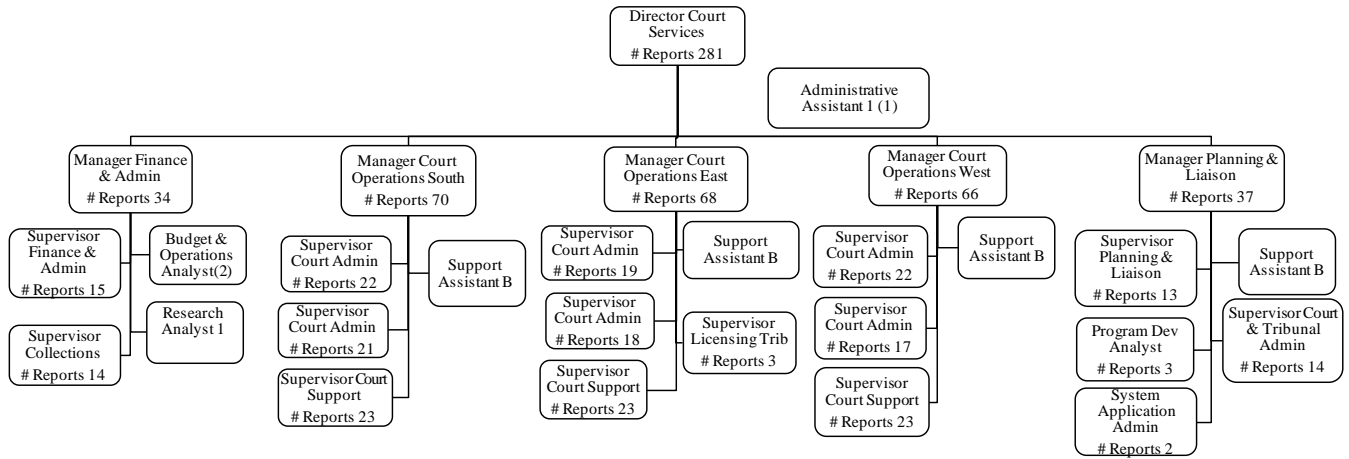 Director Court
Services
# Reports 281
Administrative
Assistant 1 (1)
Manager Finance
& Admin
# Reports 34
Manager Court
Operations South
# Reports 70
Manager Court
Operations East
# Reports 68
Manager Court
Operations West
# Reports 66
Manager Planning &
Liaison
# Reports 37
Supervisor
Finance &
Admin
# Reports 15
Budget &
Operations
Analyst(2)
Research
Analyst 1
Supervisor
Collections
# Reports 14
Supervisor
Court Admin
# Reports 22
Support
Assistant B
Supervisor
Court Admin
# Reports 21
Supervisor Court
Support
# Reports 23
Supervisor
Court Admin
# Reports 19
Support
Assistant B
Supervisor
Court Admin
# Reports 18
Supervisor
Licensing Trib
# Reports 3
Supervisor
Court Support
# Reports 23
Supervisor
Court Admin
# Reports 22
Support
Assistant B
Supervisor
Court Admin
# Reports 17
Supervisor
Court Support
# Reports 23
Supervisor
Planning &
Liaison
# Reports 13
Support
Assistant B
Program Dev
Analyst
# Reports 3
Supervisor Court
& Tribunal
Admin
# Reports 14
System
Application
Admin
# Reports 2